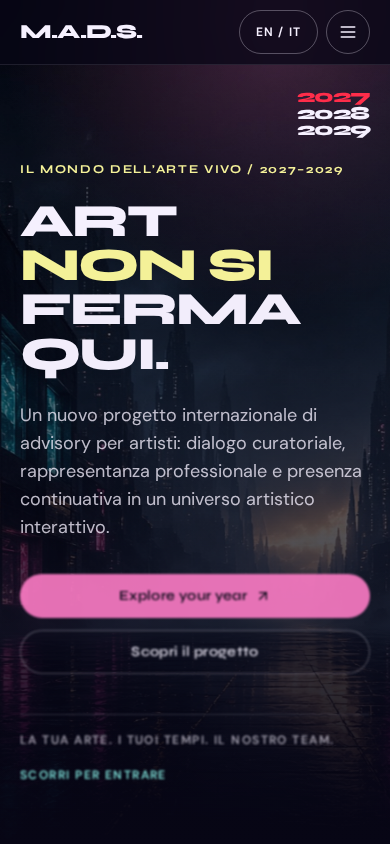 M.A.D.S.
EN / IT
2027
2028
2029
IL MONDO DELL'ARTE VIVO / 2027–2029
ART
NON SI
FERMA
QUI.
Un nuovo progetto internazionale di
advisory per artisti: dialogo curatoriale,
rappresentanza professionale e presenza
continuativa in un universo artistico
interattivo.
Explore your year ↗
Scopri il progetto
LA TUA ARTE. I TUOI TEMPI. IL NOSTRO TEAM.
SCORRI PER ENTRARE